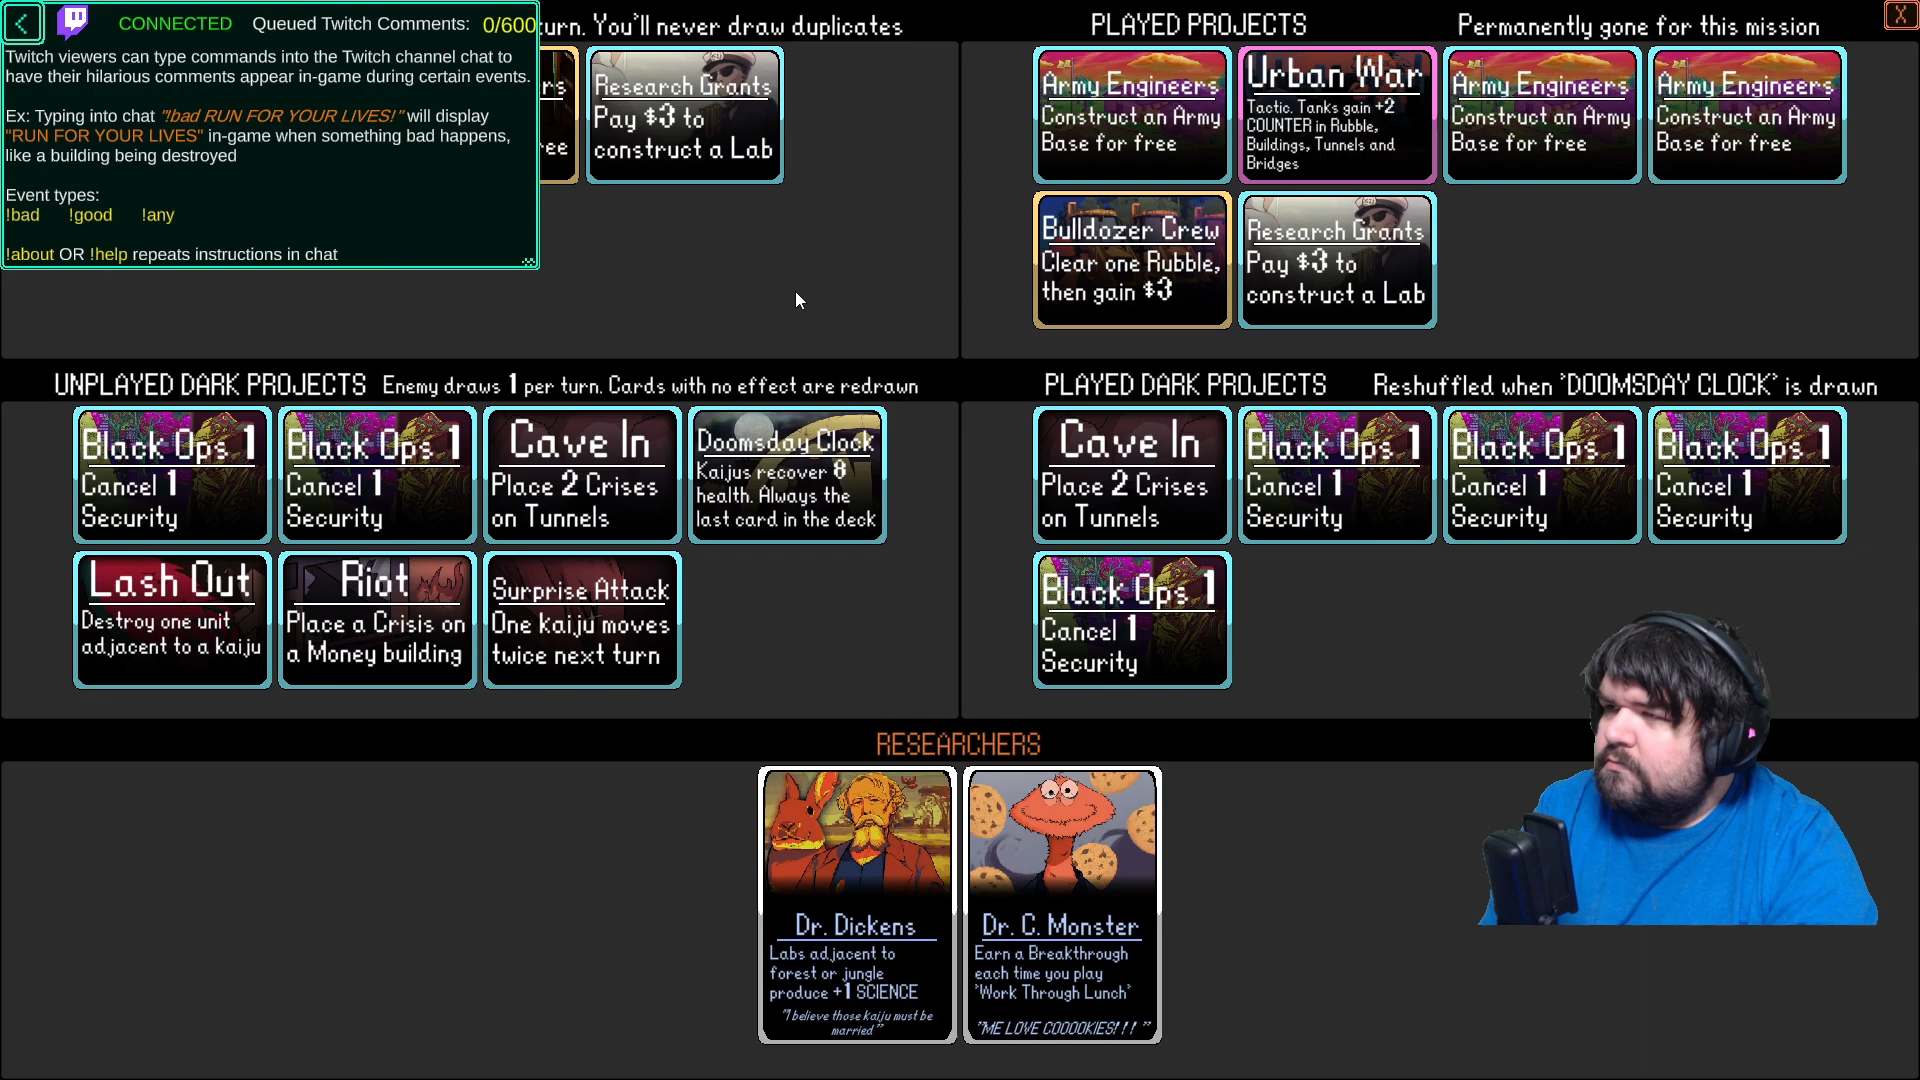 CONNECTED Queued Twitch Comments: 0/600
Twitch viewers can type commands into the Twitch channel chat to
have their hilarious comments appear in-game during certain events.
Ex: Typing into chat "!bad RUN FOR YOUR LIVES!" will display
"RUN FOR YOUR LIVES" in-game when something bad happens,
like a building being destroyed
Event types:
!bad !good !any
!about OR !help repeats instructions in chat
turn. You'll never draw duplicates
Research Grants
Pay $3 to
construct a Lab
PLAYED PROJECTS Permanently gone for this mission
X
Army Engineers
Construct an Army
Base for free
Urban War
Tactic. Tanks gain +2
COUNTER in Rubble,
Buildings, Tunnels and
Bridges
Army Engineers
Construct an Army
Base for free
Army Engineers
Construct an Army
Base for free
Bulldozer Crew
Clear one Rubble,
then gain $3
Research Grants
Pay $3 to
construct a Lab
UNPLAYED DARK PROJECTS Enemy draws 1 per turn. Cards with no effect are redrawn
Black Ops 1
Cancel 1
Security
Black Ops 1
Cancel 1
Security
Cave In
Place 2 Crises
on Tunnels
Doomsday Clock
Kaijus recover 8
health. Always the
last card in the deck
Lash Out
Destroy one unit
adjacent to a kaiju
Riot
Place a Crisis on
a Money building
Surprise Attack
One kaiju moves
twice next turn
PLAYED DARK PROJECTS Reshuffled when 'DOOMSDAY CLOCK' is drawn
Cave In
Place 2 Crises
on Tunnels
Black Ops 1
Cancel 1
Security
Black Ops 1
Cancel 1
Security
Black Ops 1
Cancel 1
Security
Black Ops 1
Cancel 1
Security
RESEARCHERS
Dr. Dickens
Labs adjacent to
forest or jungle
produce +1 SCIENCE
"I believe those kaiju must be
married"
Dr. C. Monster
Earn a Breakthrough
each time you play
'Work Through Lunch'
"ME LOVE COOOOKIES!!! "